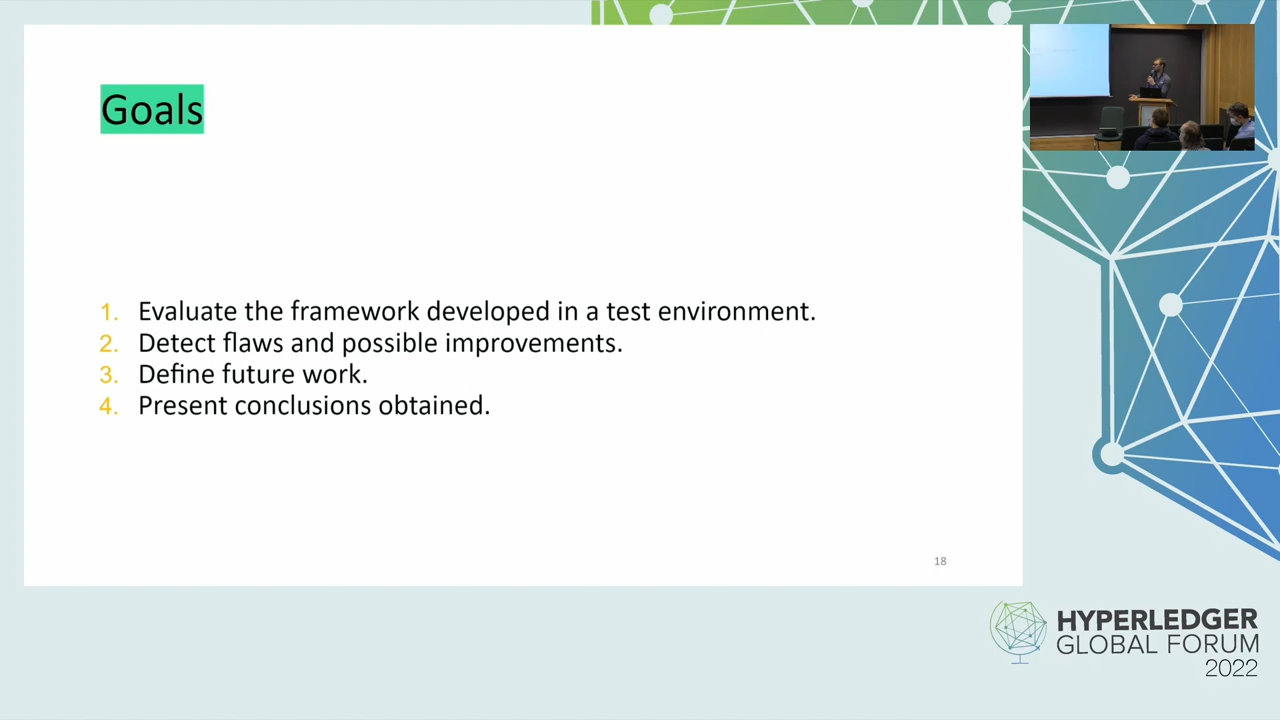 Goals
1. Evaluate the framework developed in a test environment.
2. Detect flaws and possible improvements.
3. Define future work.
4. Present conclusions obtained.
18
HYPERLEDGER
GLOBAL FORUM
2022